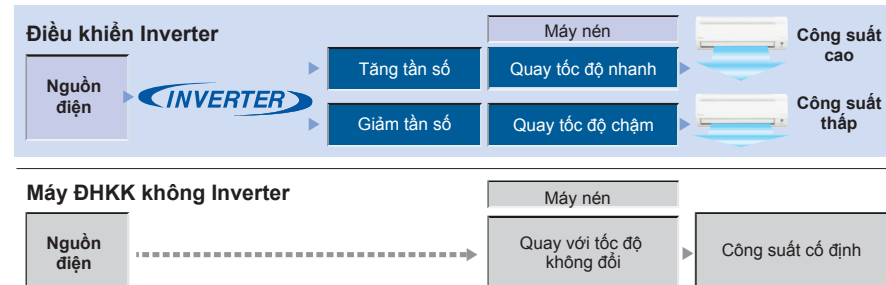 Điều khiển Inverter
Máy nén
Công suất
cao
Nguồn
điện
INVERTER
Tăng tần số
Quay tốc độ nhanh
Giảm tần số
Quay tốc độ chậm
Công suất
thấp
Máy ĐHKK không Inverter
Máy nén
Nguồn
điện
Quay với tốc độ
không đổi
Công suất cố định